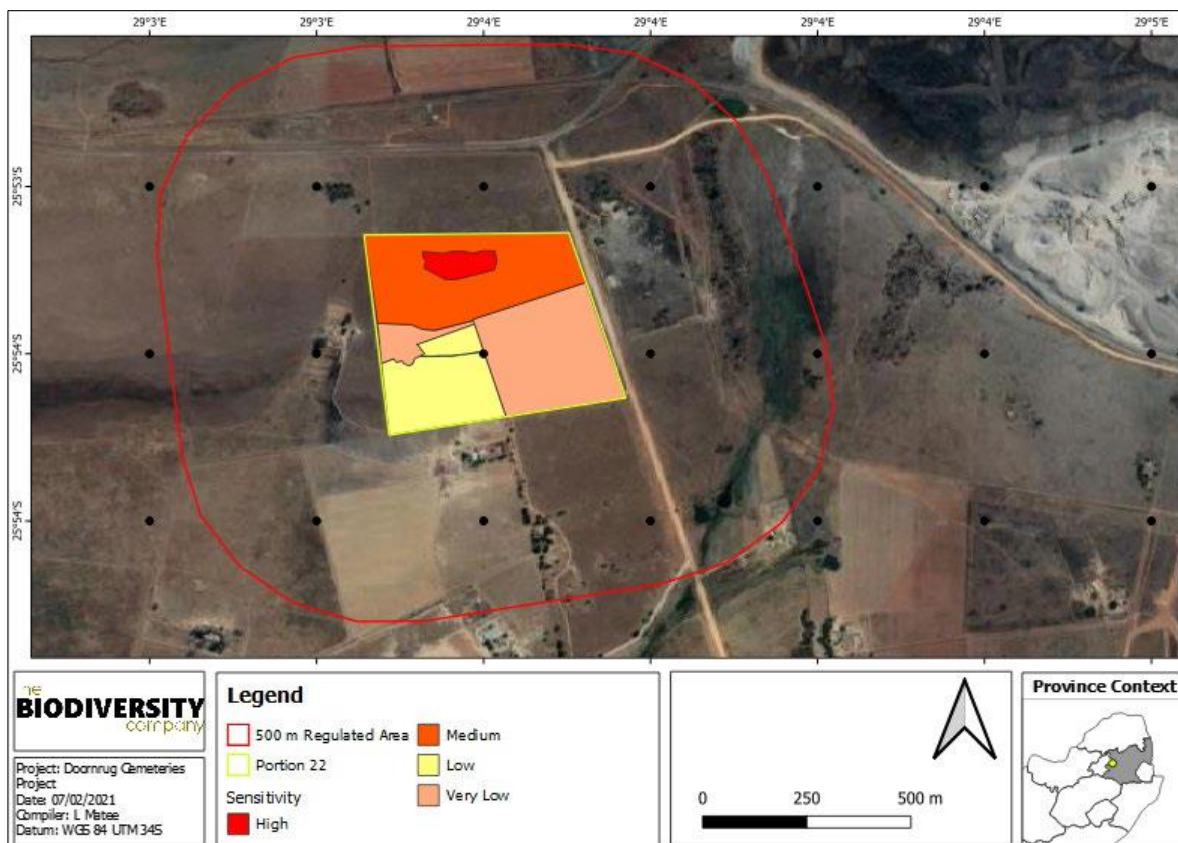 29°3'E 29°3'E 29°4'E 29°4'E 29°4'E 29°4'E 29°5'E
25°53'S
25°54'S
25°54'S
the
BIODIVERSITY
company
Project: Doornrug Cemeteries
Project
Date: 07/02/2021
Compiler: L Matee
Datum: WGS 84 UTM 34S
Legend
500 m Regulated Area
Portion 22
Sensitivity
High
Medium
Low
Very Low
0 250 500 m
Province Context